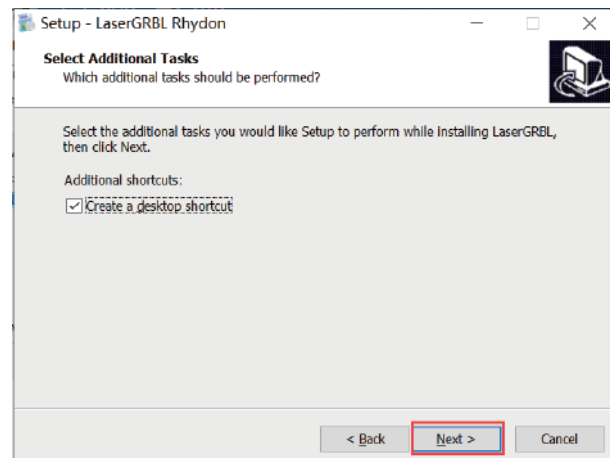 Setup - LaserGRBL Rhydon
Select Additional Tasks
Which additional tasks should be performed?
Select the additional tasks you would like Setup to perform while installing LaserGRBL,
then click Next.
Additional shortcuts:
Create a desktop shortcut
< Back Next > Cancel